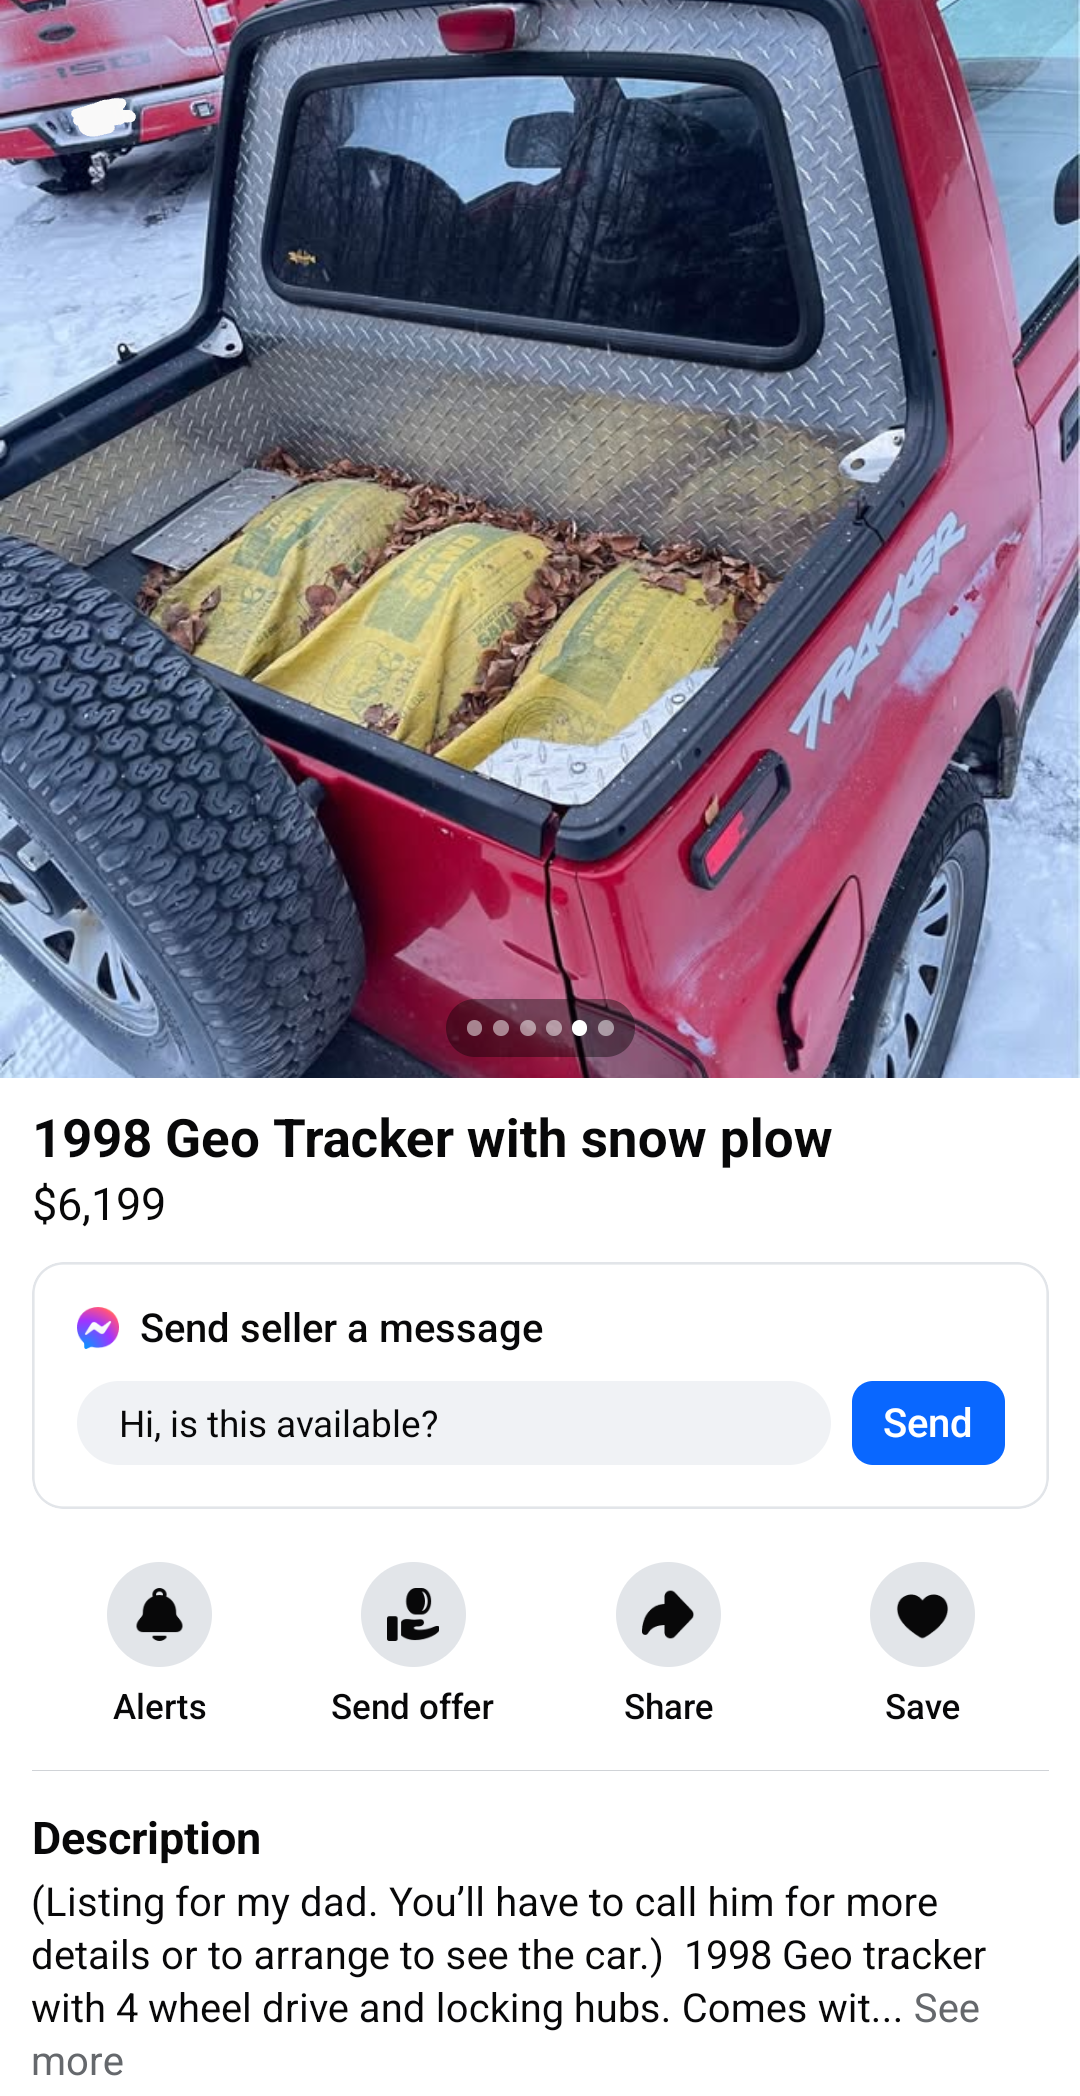 F-150
SAND
TRACKER
1998 Geo Tracker with snow plow
$6,199
Send seller a message
Hi, is this available?
Send
Alerts
Send offer
Share
Save
Description
(Listing for my dad. You’ll have to call him for more
details or to arrange to see the car.)  1998 Geo tracker
with 4 wheel drive and locking hubs. Comes wit... See
more